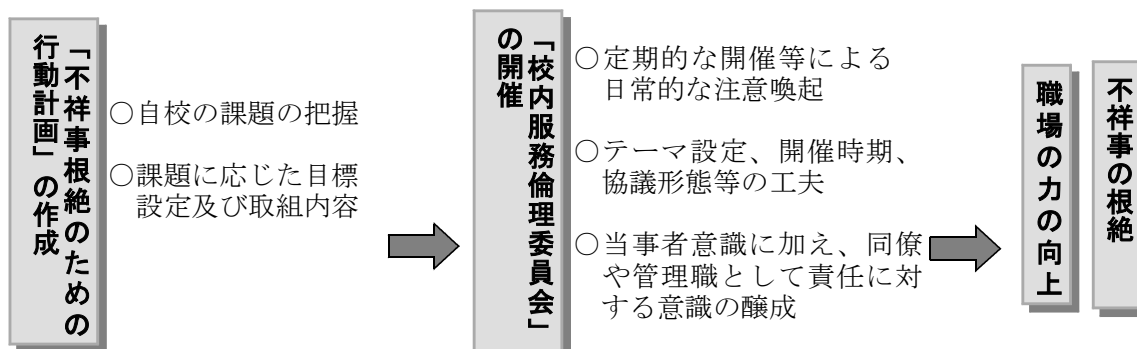 「不祥事根絶のための
行動計画」の作成
○自校の課題の把握
○課題に応じた目標
設定及び取組内容
「校内服務倫理委員会」
の開催
○定期的な開催等による
日常的な注意喚起
○テーマ設定、開催時期、
協議形態等の工夫
○当事者意識に加え、同僚
や管理職として責任に対
する意識の醸成
職場の力の向上
不祥事の根絶